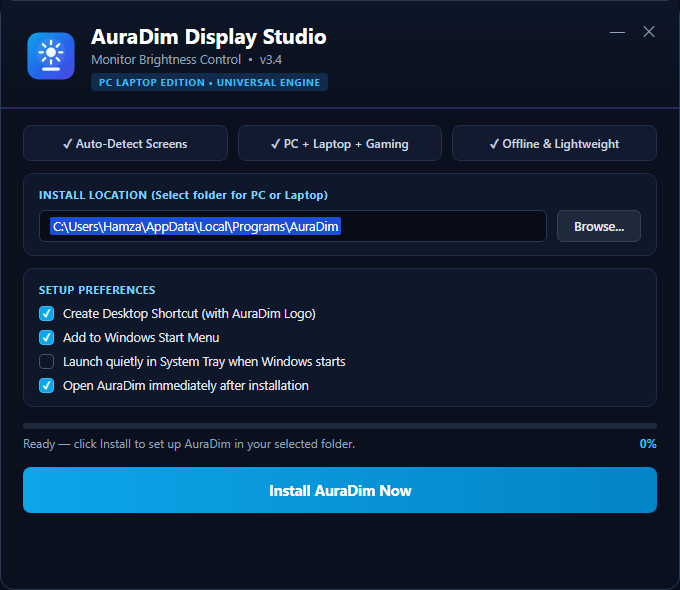 AuraDim Display Studio
Monitor Brightness Control • v3.4
PC LAPTOP EDITION • UNIVERSAL ENGINE
✓ Auto-Detect Screens
✓ PC + Laptop + Gaming
✓ Offline & Lightweight
INSTALL LOCATION (Select folder for PC or Laptop)
C:\Users\Hamza\AppData\Local\Programs\AuraDim
Browse...
SETUP PREFERENCES
Create Desktop Shortcut (with AuraDim Logo)
Add to Windows Start Menu
Launch quietly in System Tray when Windows starts
Open AuraDim immediately after installation
Ready — click Install to set up AuraDim in your selected folder.
0%
Install AuraDim Now